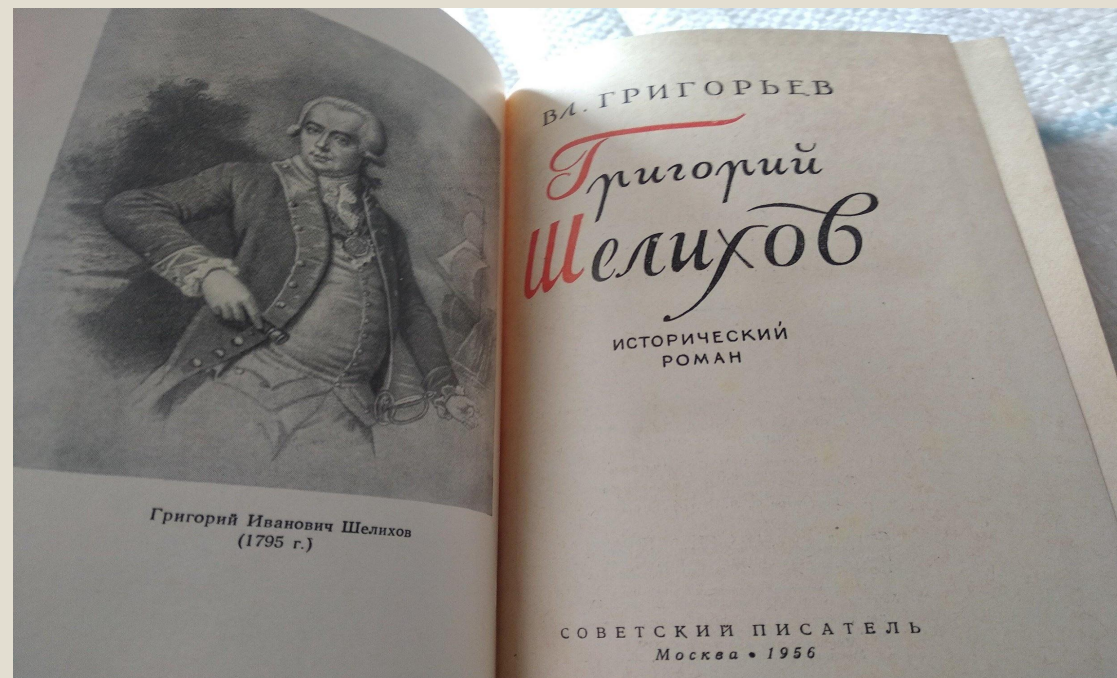 Григорий Иванович Шелихов
(1795 г.)
ВЛ. ГРИГОРЬЕВ
Григорий
Шелихов
ИСТОРИЧЕСКИЙ
РОМАН
СОВЕТСКИЙ ПИСАТЕЛЬ
Москва • 1956